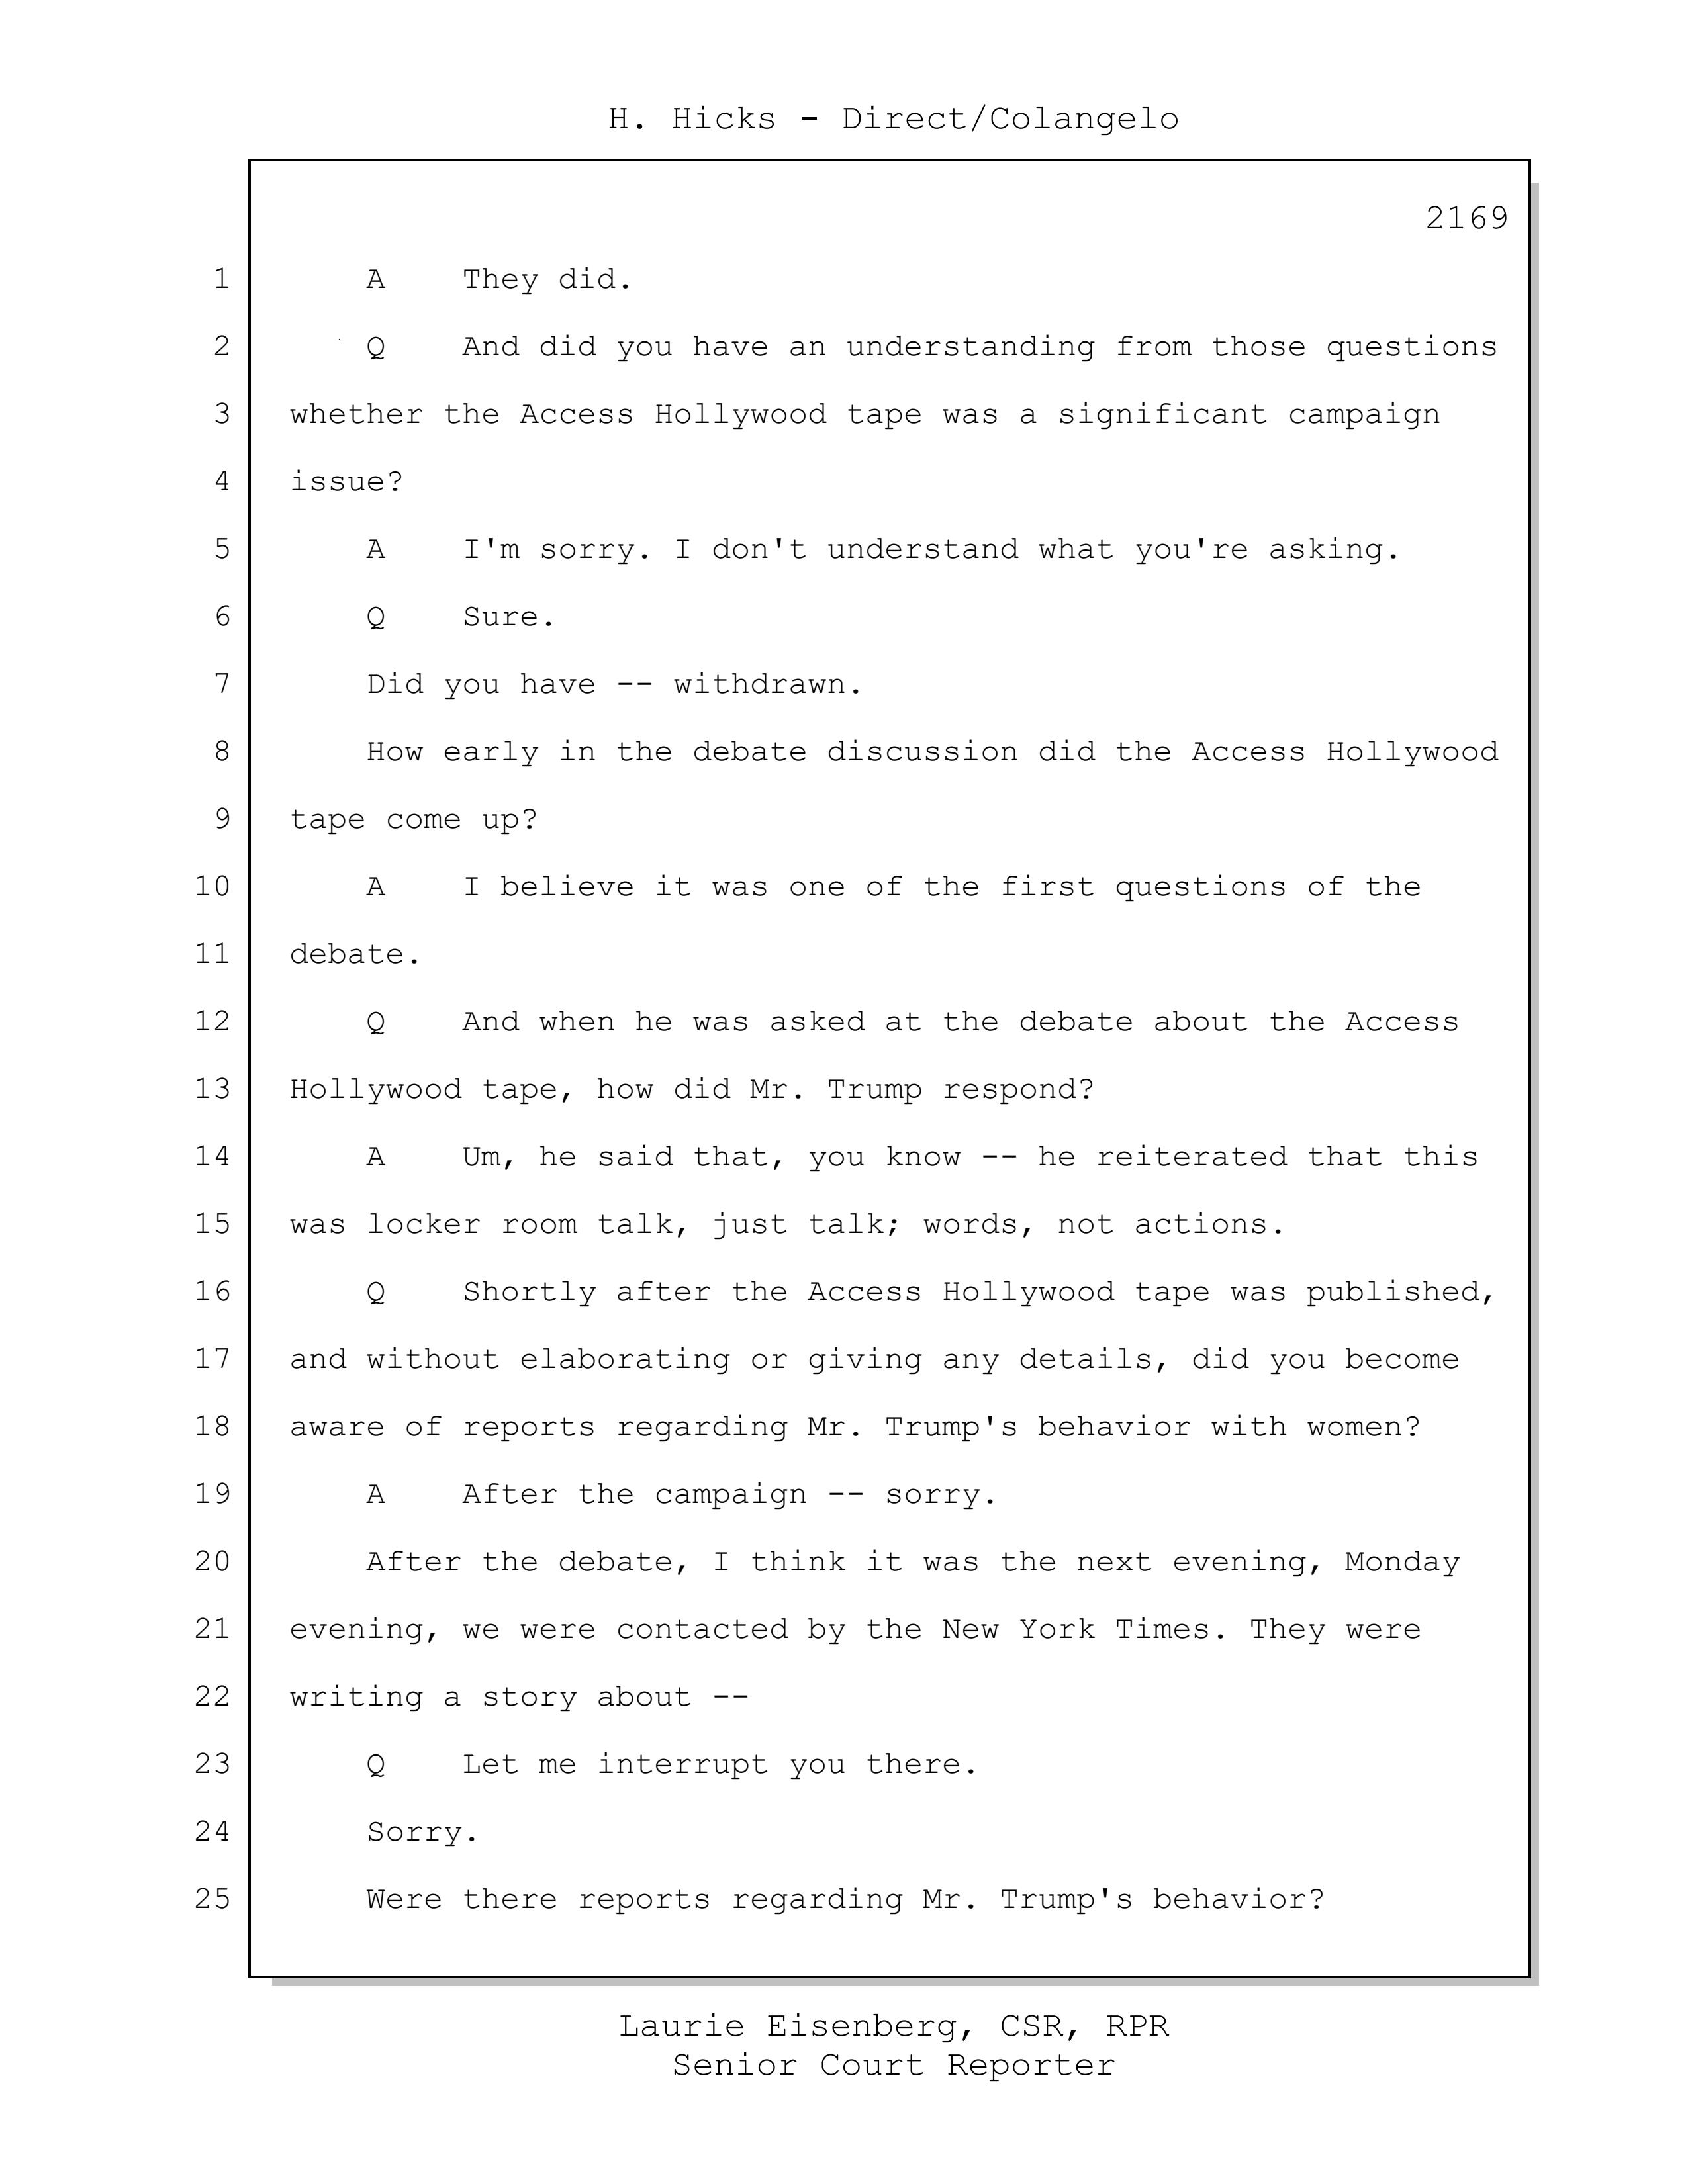 H. Hicks - Direct/Colangelo
2169
1 A They did.
2 Q And did you have an understanding from those questions
3 whether the Access Hollywood tape was a significant campaign
4 issue?
5 A I'm sorry. I don't understand what you're asking.
6 Q Sure.
7 Did you have -- withdrawn.
8 How early in the debate discussion did the Access Hollywood
9 tape come up?
10 A I believe it was one of the first questions of the
11 debate.
12 Q And when he was asked at the debate about the Access
13 Hollywood tape, how did Mr. Trump respond?
14 A Um, he said that, you know -- he reiterated that this
15 was locker room talk, just talk; words, not actions.
16 Q Shortly after the Access Hollywood tape was published,
17 and without elaborating or giving any details, did you become
18 aware of reports regarding Mr. Trump's behavior with women?
19 A After the campaign -- sorry.
20 After the debate, I think it was the next evening, Monday
21 evening, we were contacted by the New York Times. They were
22 writing a story about --
23 Q Let me interrupt you there.
24 Sorry.
25 Were there reports regarding Mr. Trump's behavior?
Laurie Eisenberg, CSR, RPR
Senior Court Reporter